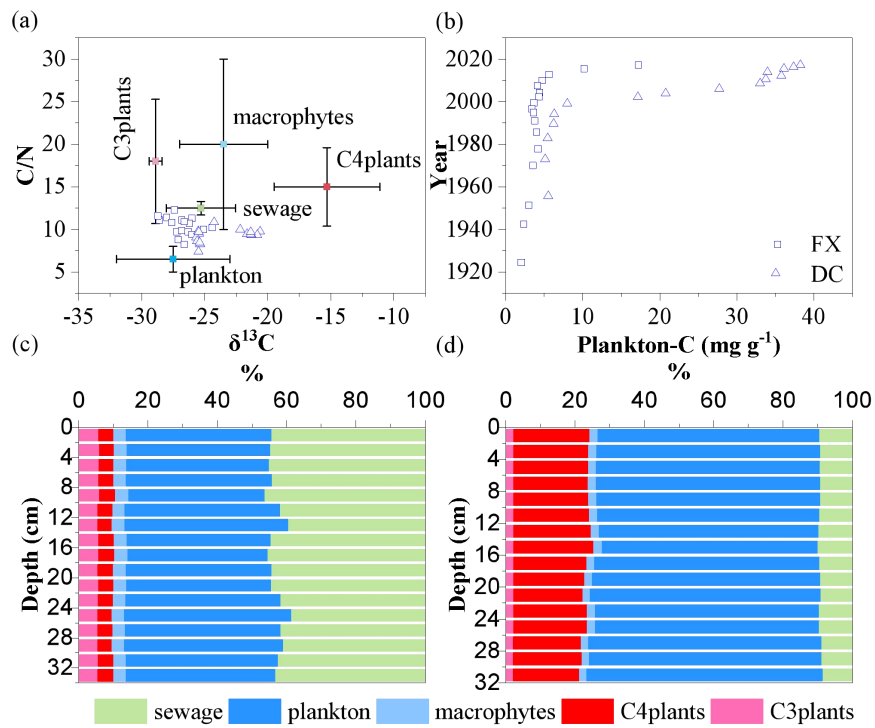 (a)
C/N
30
25
20
15
10
5
C3plants
macrophytes
C4plants
sewage
plankton
-35 -30 -25 -20 -15 -10
δ13C
(b)
Year
2020
2000
1980
1960
1940
1920
FX
DC
0 10 20 30 40
Plankton-C (mg g-1)
(c)
%
0 20 40 60 80 100
Depth (cm)
0
4
8
12
16
20
24
28
32
(d)
%
0 20 40 60 80 100
Depth (cm)
0
4
8
12
16
20
24
28
32
sewage plankton macrophytes C4plants C3plants